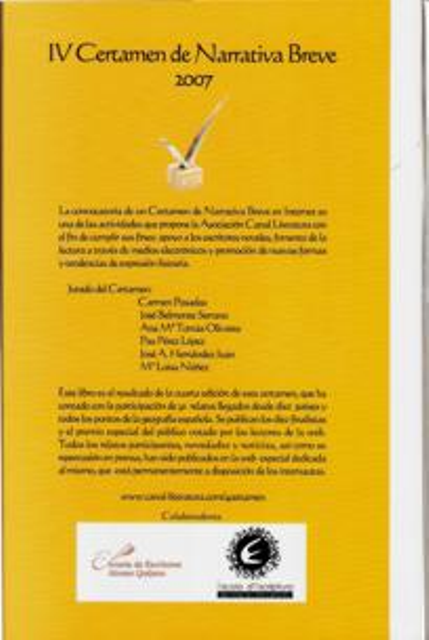 IV Certamen de Narrativa Breve
2007
La convocatoria de un Certamen de Narrativa Breve en Internet es
una de las actividades que propone la Asociación Canal Literatura con
el fin de cumplir sus fines: apoyo a los escritores noveles, fomento de la
lectura a través de medios electrónicos y promoción de nuevas formas
y tendencias de expresión literaria.
Jurado del Certamen:
Carmen Posadas
José Belmonte Serrano
Ana Mª Tomás Olivares
Paz Pérez López
José A. Hernández Juan
Mª Luisa Núñez
Este libro es el resultado de la cuarta edición de este certamen, que ha
contado con la participación de relatos llegados desde diez países y
todos los puntos de la geografía española. Se publican los diez finalistas
y el premio especial del público votado por los lectores de la web.
Todos los relatos participantes, novedades y noticias, así como su
repercusión en prensa, han sido publicados en la web especial dedicada
al mismo, que está permanentemente a disposición de los internautas.
www.canal-literatura.com/certamen
Colaboradores
Escuela de Escritores
Alonso Quijano
l'escola d'Escriptura